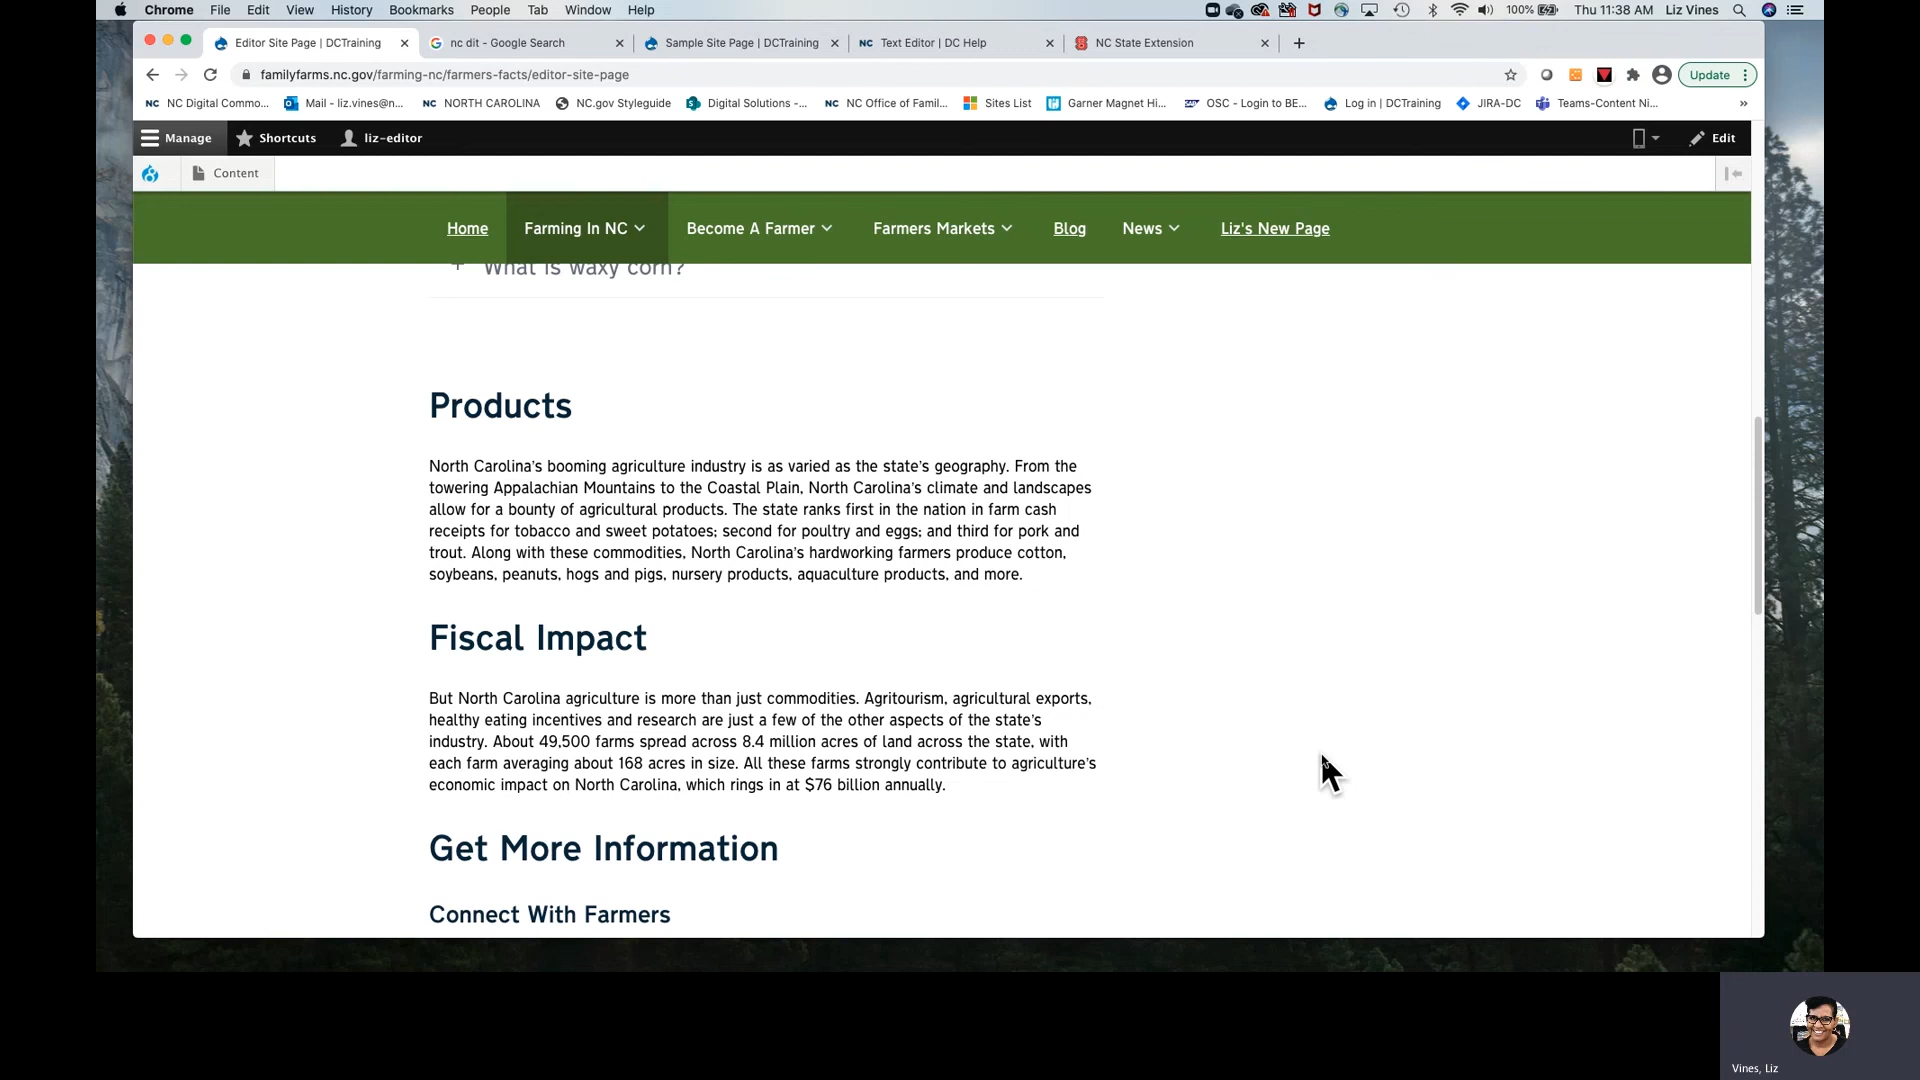 Chrome File Edit View History Bookmarks People Tab Window Help 100% Thu 11:38 AM Liz Vines
Editor Site Page | DCTraining nc dit - Google Search Sample Site Page | DCTraining NC Text Editor | DC Help NC State Extension
familyfarms.nc.gov/farming-nc/farmers-facts/editor-site-page Update
NC NC Digital Commo... Mail - liz.vines@n... NC NORTH CAROLINA NC.gov Styleguide Digital Solutions -... NC NC Office of Famil... Sites List Garner Magnet Hi... SAP OSC - Login to BE... Log in | DCTraining JIRA-DC Teams-Content Ni... »
Manage Shortcuts liz-editor Edit
Content
Home Farming In NC Become A Farmer Farmers Markets Blog News Liz's New Page
+ What is waxy corn?
Products
North Carolina's booming agriculture industry is as varied as the state's geography. From the
towering Appalachian Mountains to the Coastal Plain, North Carolina's climate and landscapes
allow for a bounty of agricultural products. The state ranks first in the nation in farm cash
receipts for tobacco and sweet potatoes; second for poultry and eggs; and third for pork and
trout. Along with these commodities, North Carolina's hardworking farmers produce cotton,
soybeans, peanuts, hogs and pigs, nursery products, aquaculture products, and more.
Fiscal Impact
But North Carolina agriculture is more than just commodities. Agritourism, agricultural exports,
healthy eating incentives and research are just a few of the other aspects of the state's
industry. About 49,500 farms spread across 8.4 million acres of land across the state, with
each farm averaging about 168 acres in size. All these farms strongly contribute to agriculture's
economic impact on North Carolina, which rings in at $76 billion annually.
Get More Information
Connect With Farmers
Vines, Liz